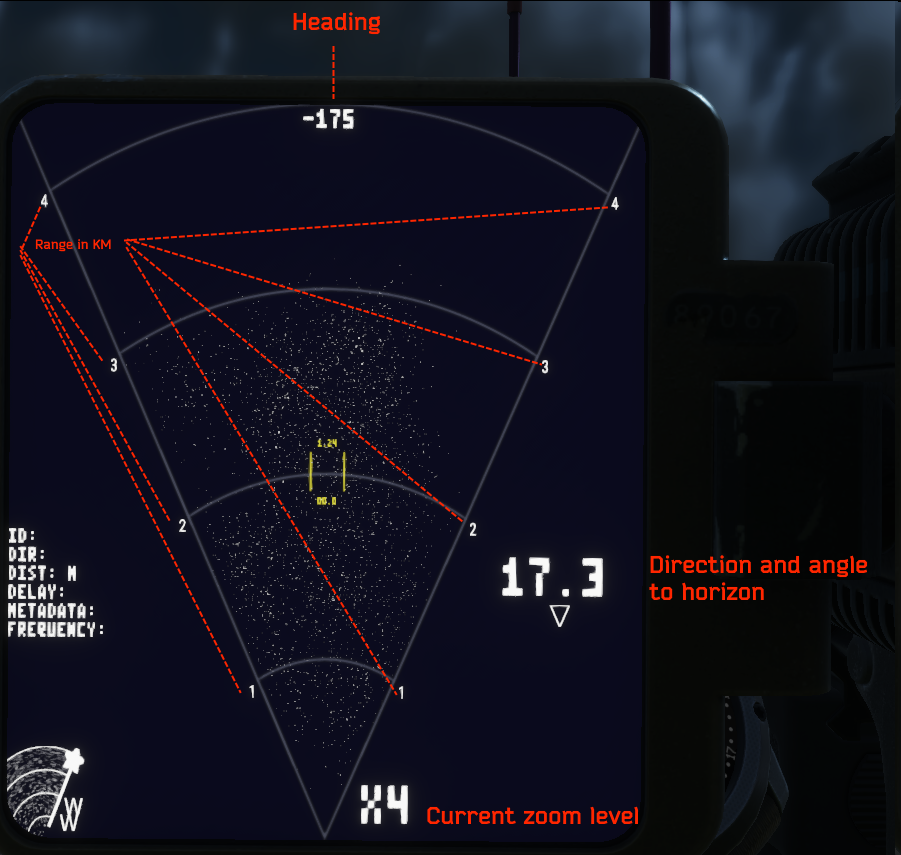 Heading
-175
4
4
Range in KM
3
3
1.24
2
2
ID:
DIR:
DIST: M
DELAY:
METADATA:
FREQUENCY:
17.3
Direction and angle
to horizon
1
1
W
W
X4
Current zoom level
17